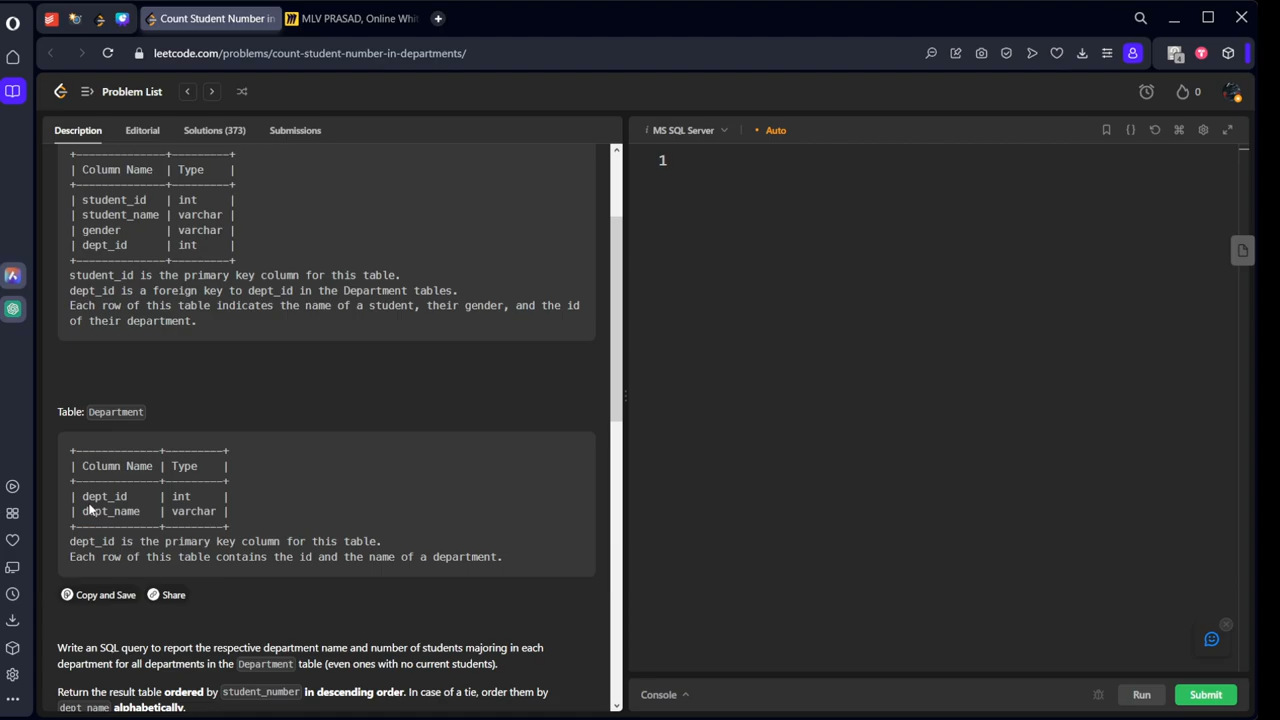 Count Student Number in
MLV PRASAD, Online Whit
leetcode.com/problems/count-student-number-in-departments/
4
Problem List
0
Description
Editorial
Solutions (373)
Submissions
i MS SQL Server
• Auto
1
+--------------+---------+
| Column Name | Type |
+--------------+---------+
| student_id | int |
| student_name | varchar |
| gender | varchar |
| dept_id | int |
+--------------+---------+
student_id is the primary key column for this table.
dept_id is a foreign key to dept_id in the Department tables.
Each row of this table indicates the name of a student, their gender, and the id
of their department.
Table: Department
+-------------+---------+
| Column Name | Type |
+-------------+---------+
| dept_id | int |
| dept_name | varchar |
+-------------+---------+
dept_id is the primary key column for this table.
Each row of this table contains the id and the name of a department.
Copy and Save
Share
Write an SQL query to report the respective department name and number of students majoring in each
department for all departments in the Department table (even ones with no current students).
Return the result table ordered by student_number in descending order. In case of a tie, order them by
dept_name alphabetically.
Console
Run
Submit